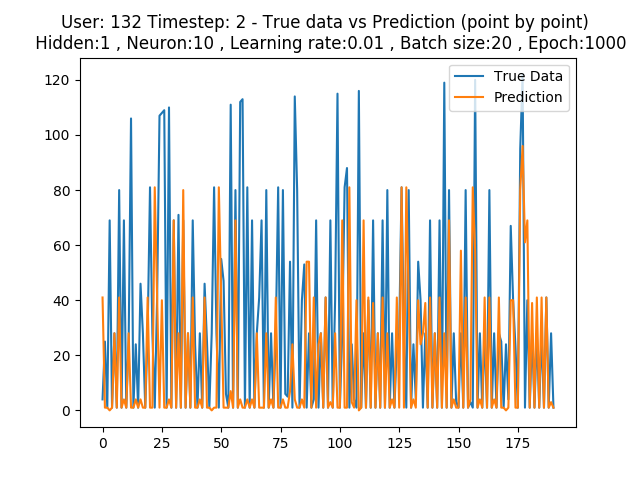 User: 132 Timestep: 2 - True data vs Prediction (point by point)
Hidden:1 , Neuron:10 , Learning rate:0.01 , Batch size:20 , Epoch:1000
True Data
Prediction
120
100
80
60
40
20
0
0 25 50 75 100 125 150 175